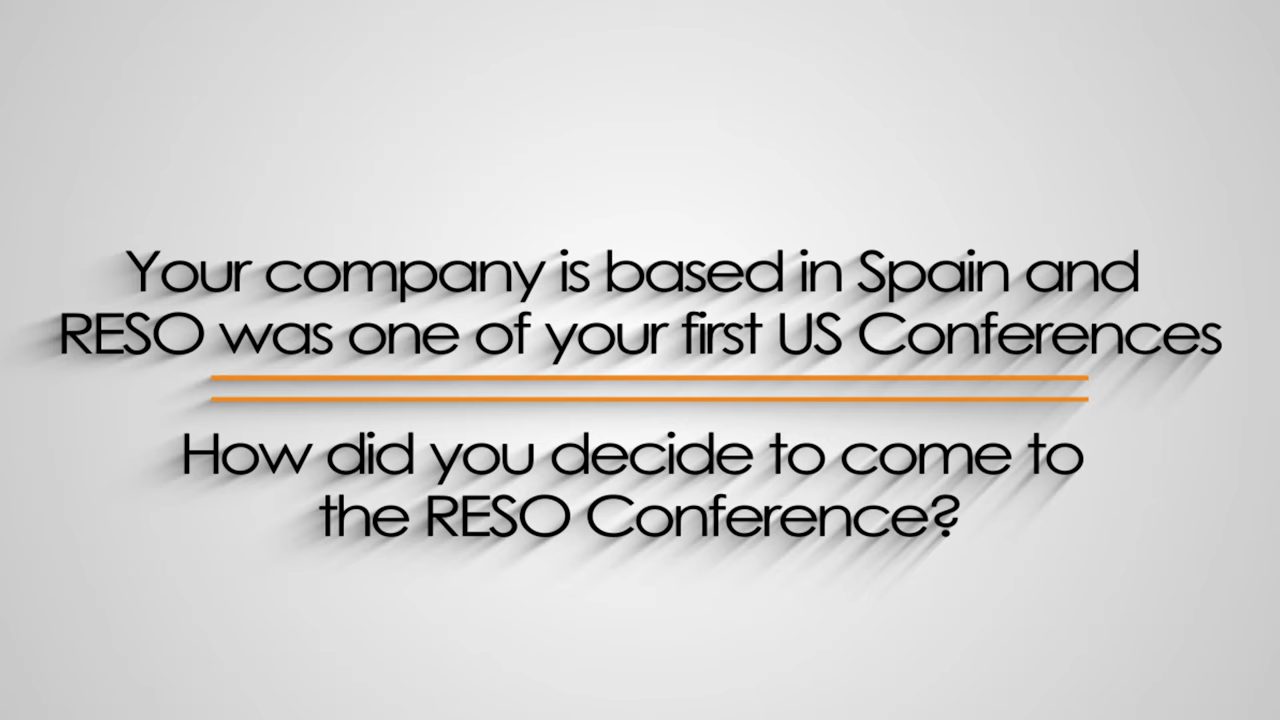 Your company is based in Spain and
RESO was one of your first US Conferences
How did you decide to come to
the RESO Conference?